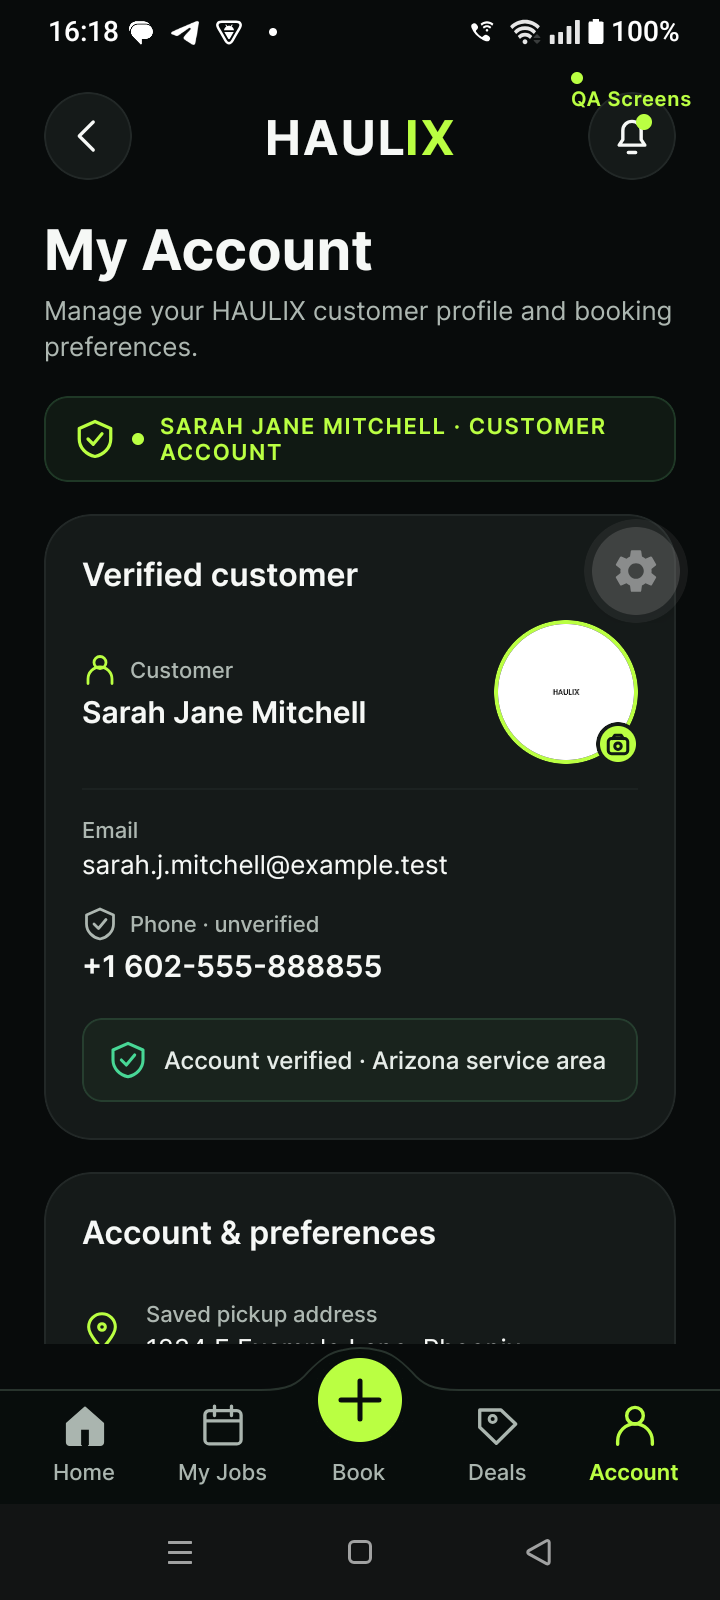 16:18
100%
QA Screens
HAULIX
My Account
Manage your HAULIX customer profile and booking
preferences.
SARAH JANE MITCHELL · CUSTOMER
ACCOUNT
Verified customer
Customer
Sarah Jane Mitchell
HAULIX
Email
sarah.j.mitchell@example.test
Phone · unverified
+1 602-555-888855
Account verified · Arizona service area
Account & preferences
Saved pickup address
Home
My Jobs
Book
Deals
Account